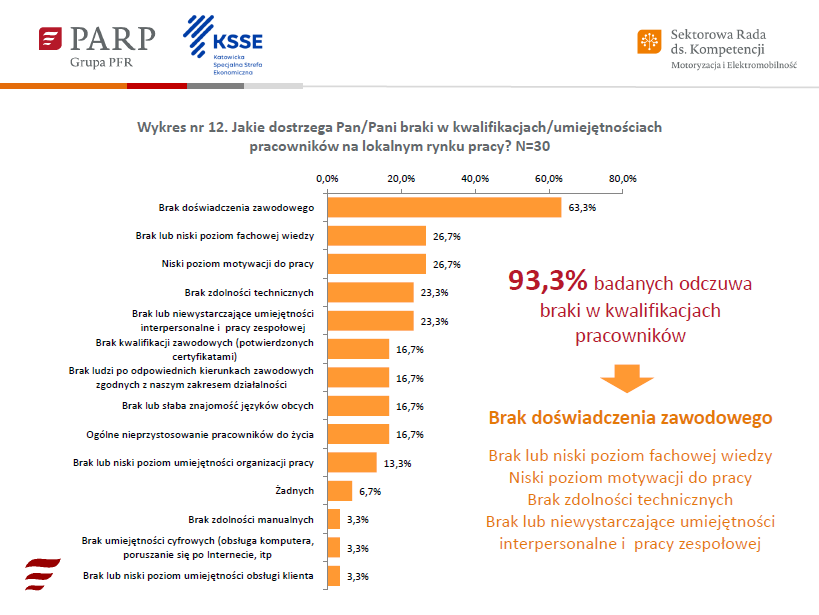 PARP
Grupa PFR
KSSE
Katowicka
Specjalna Strefa
Ekonomiczna
Sektorowa Rada
ds. Kompetencji
Motoryzacja i Elektromobilność
Wykres nr 12. Jakie dostrzega Pan/Pani braki w kwalifikacjach/umiejętnościach
pracowników na lokalnym rynku pracy? N=30
0,0% 20,0% 40,0% 60,0% 80,0%
Brak doświadczenia zawodowego 63,3%
Brak lub niski poziom fachowej wiedzy 26,7%
Niski poziom motywacji do pracy 26,7%
Brak zdolności technicznych 23,3%
Brak lub niewystarczające umiejętności
interpersonalne i pracy zespołowej 23,3%
Brak kwalifikacji zawodowych (potwierdzonych
certyfikatami) 16,7%
Brak ludzi po odpowiednich kierunkach zawodowych
zgodnych z naszym zakresem działalności 16,7%
Brak lub słaba znajomość języków obcych 16,7%
Ogólne nieprzystosowanie pracowników do życia 16,7%
Brak lub niski poziom umiejętności organizacji pracy 13,3%
Żadnych 6,7%
Brak zdolności manualnych 3,3%
Brak umiejętności cyfrowych (obsługa komputera,
poruszanie się po Internecie, itp 3,3%
Brak lub niski poziom umiejętności obsługi klienta 3,3%
93,3% badanych odczuwa
braki w kwalifikacjach
pracowników
Brak doświadczenia zawodowego
Brak lub niski poziom fachowej wiedzy
Niski poziom motywacji do pracy
Brak zdolności technicznych
Brak lub niewystarczające umiejętności
interpersonalne i pracy zespołowej